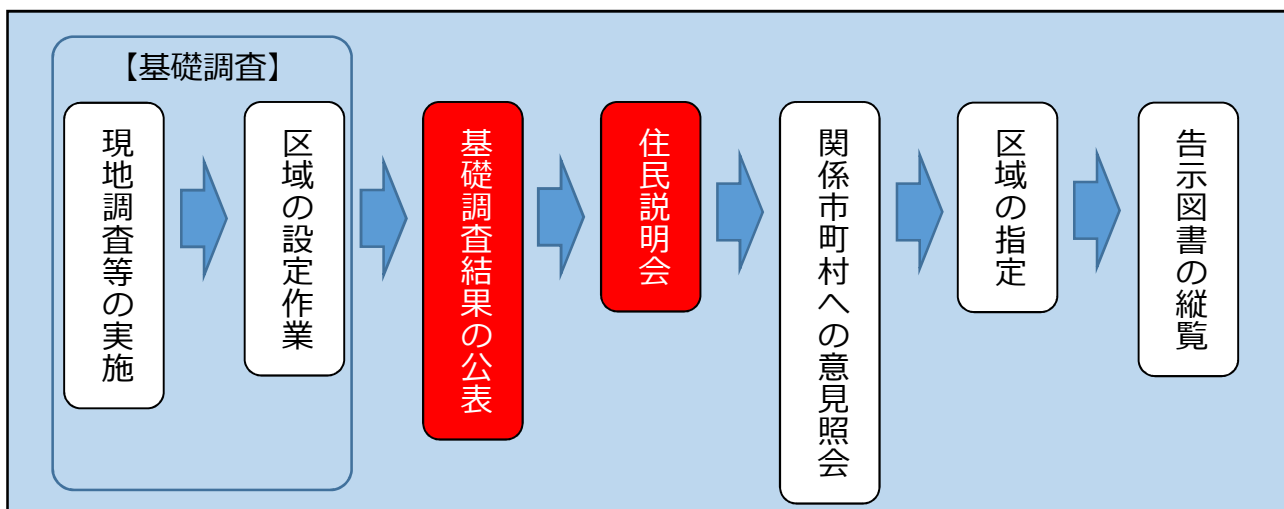 【基礎調査】
現地調査等の実施
区域の設定作業
基礎調査結果の公表
住民説明会
関係市町村への意見照会
区域の指定
告示図書の縦覧